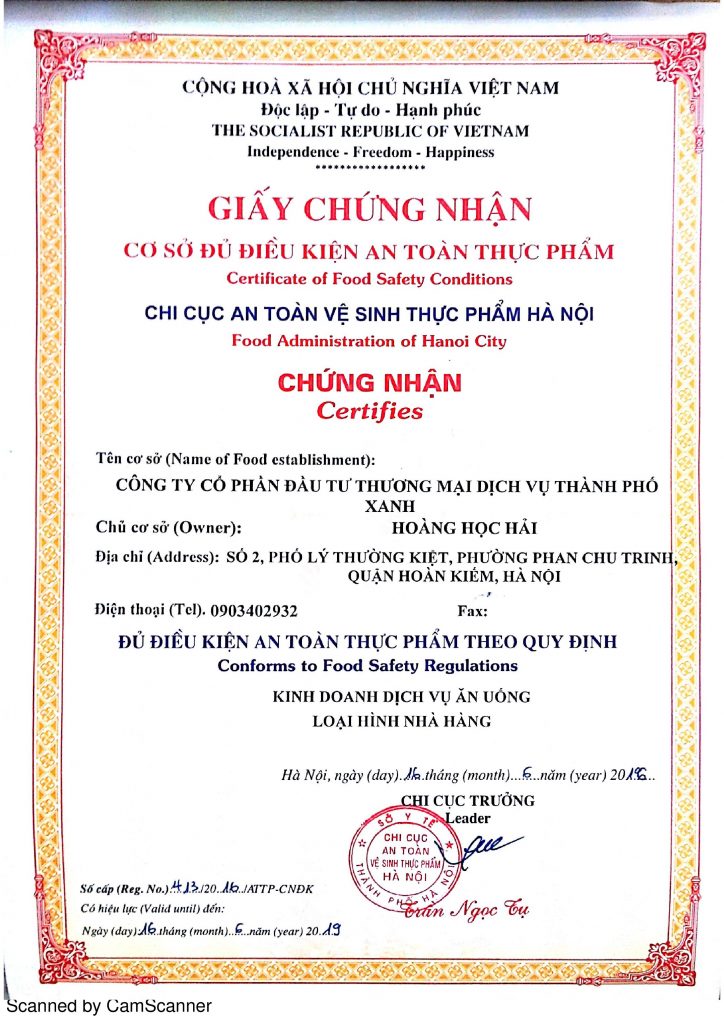 CỘNG HOÀ XÃ HỘI CHỦ NGHĨA VIỆT NAM
Độc lập - Tự do - Hạnh phúc
THE SOCIALIST REPUBLIC OF VIETNAM
Independence - Freedom - Happiness
******************
GIẤY CHỨNG NHẬN
CƠ SỞ ĐỦ ĐIỀU KIỆN AN TOÀN THỰC PHẨM
Certificate of Food Safety Conditions
CHI CỤC AN TOÀN VỆ SINH THỰC PHẨM HÀ NỘI
Food Administration of Hanoi City
CHỨNG NHẬN
Certifies
Tên cơ sở (Name of Food establishment):
CÔNG TY CỔ PHẦN ĐẦU TƯ THƯƠNG MẠI DỊCH VỤ THÀNH PHỐ
XANH
Chủ cơ sở (Owner): HOÀNG HỌC HẢI
Địa chỉ (Address): SỐ 2, PHỐ LÝ THƯỜNG KIỆT, PHƯỜNG PHAN CHU TRINH,
QUẬN HOÀN KIẾM, HÀ NỘI
Điện thoại (Tel). 0903402932 Fax:
ĐỦ ĐIỀU KIỆN AN TOÀN THỰC PHẨM THEO QUY ĐỊNH
Conforms to Food Safety Regulations
KINH DOANH DỊCH VỤ ĂN UỐNG
LOẠI HÌNH NHÀ HÀNG
Hà Nội, ngày (day)..16.tháng (month)...6...năm (year) 2016...
CHI CỤC TRƯỞNG
Leader
SỞ Y TẾ
CHI CỤC
AN TOÀN
VỆ SINH THỰC PHẨM
HÀ NỘI
THÀNH PHỐ HÀ NỘI
Trần Ngọc Tụ
Số cấp (Reg. No.) 413/20..16../ATTP-CNĐK
Có hiệu lực (Valid until) đến:
Ngày (day).16.tháng (month)..6..năm (year) 20.19
Scanned by CamScanner